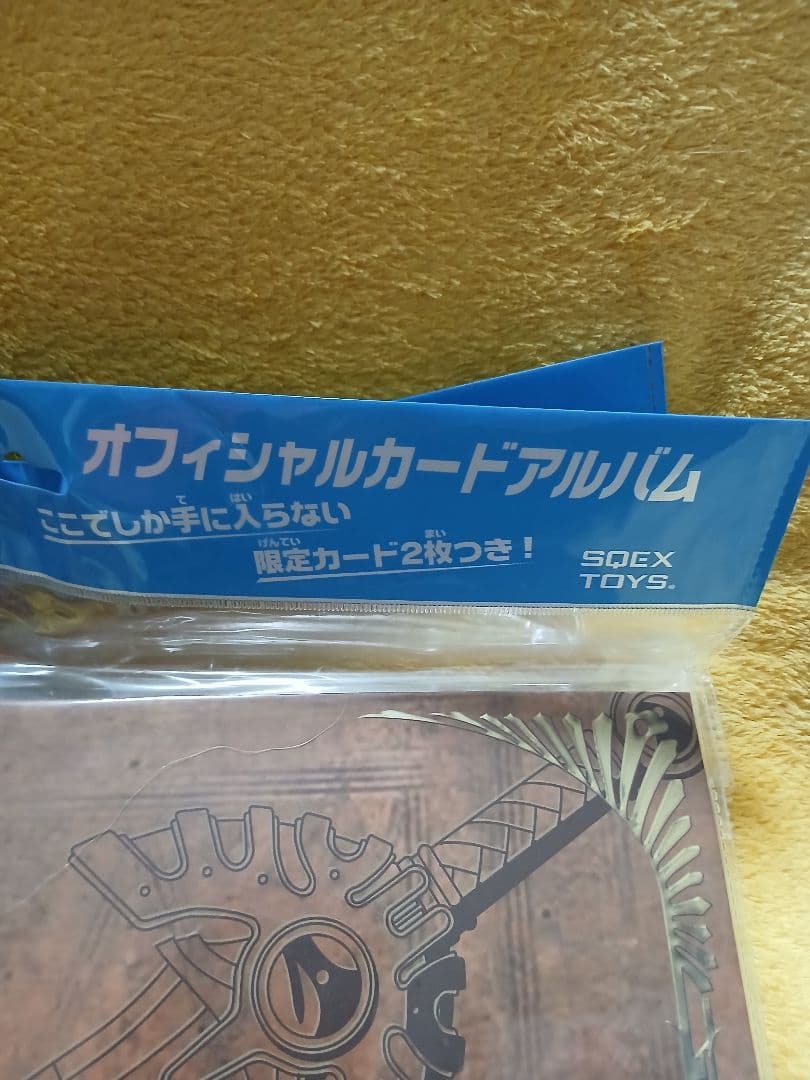 オフィシャルカードアルバム
ここでしか手に入らない
限定カード2枚つき!
SQEX
TOYS®